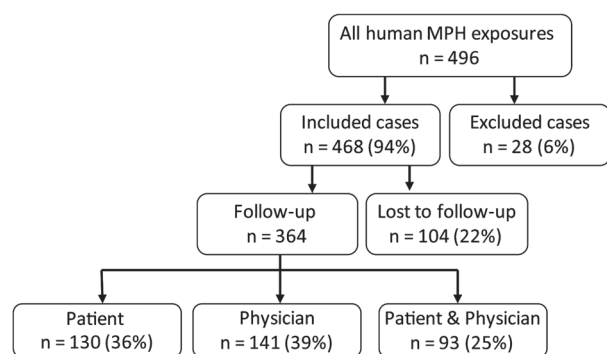 All human MPH exposures
n = 496
Included cases
n = 468 (94%)
Excluded cases
n = 28 (6%)
Follow-up
n = 364
Lost to follow-up
n = 104 (22%)
Patient
n = 130 (36%)
Physician
n = 141 (39%)
Patient & Physician
n = 93 (25%)